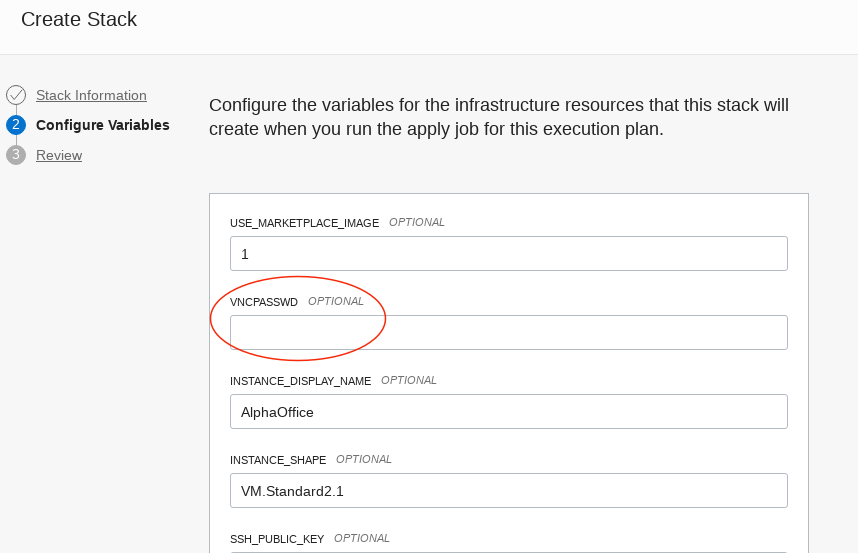 Create Stack
Stack Information
2 Configure Variables
3 Review
Configure the variables for the infrastructure resources that this stack will
create when you run the apply job for this execution plan.
USE_MARKETPLACE_IMAGE OPTIONAL
1
VNCPASSWD OPTIONAL
INSTANCE_DISPLAY_NAME OPTIONAL
AlphaOffice
INSTANCE_SHAPE OPTIONAL
VM.Standard2.1
SSH_PUBLIC_KEY OPTIONAL